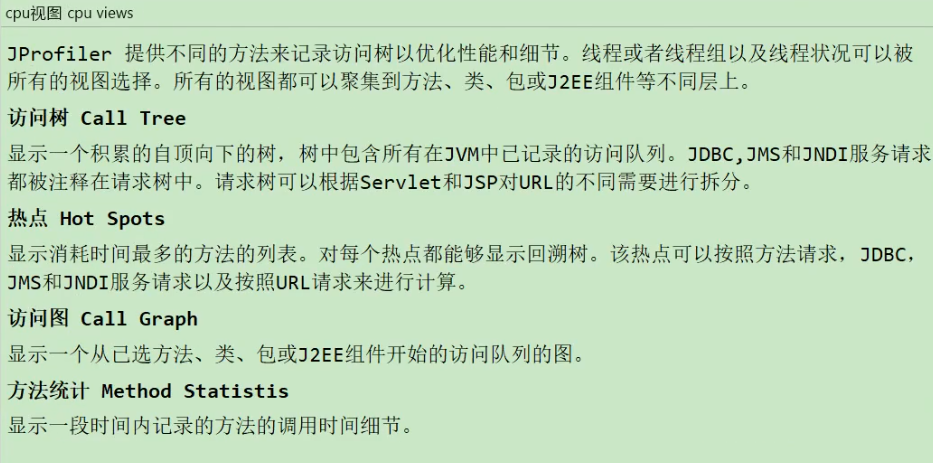 cpu视图 cpu views
JProfiler 提供不同的方法来记录访问树以优化性能和细节。线程或者线程组以及线程状况可以被
所有的视图选择。所有的视图都可以聚集到方法、类、包或J2EE组件等不同层上。
访问树 Call Tree
显示一个积累的自顶向下的树，树中包含所有在JVM中已记录的访问队列。JDBC,JMS和JNDI服务请求
都被注释在请求树中。请求树可以根据Servlet和JSP对URL的不同需要进行拆分。
热点 Hot Spots
显示消耗时间最多的方法的列表。对每个热点都能够显示回溯树。该热点可以按照方法请求，JDBC，
JMS和JNDI服务请求以及按照URL请求来进行计算。
访问图 Call Graph
显示一个从已选方法、类、包或J2EE组件开始的访问队列的图。
方法统计 Method Statistis
显示一段时间内记录的方法的调用时间细节。